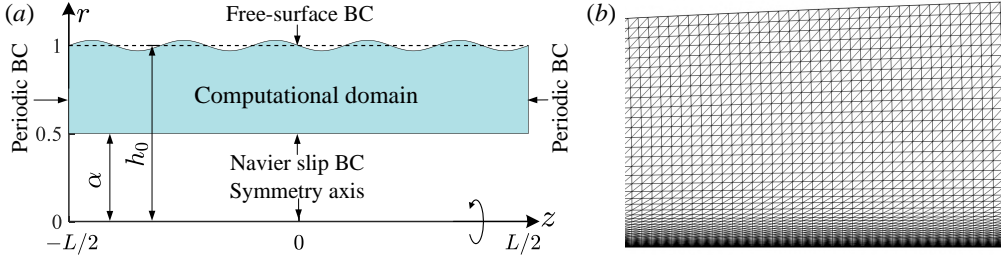 (a)
r
Free-surface BC
(b)
1
Periodic BC
Computational domain
Periodic BC
0.5
α
h₀
Navier slip BC
Symmetry axis
0
z
−L/2
0
L/2